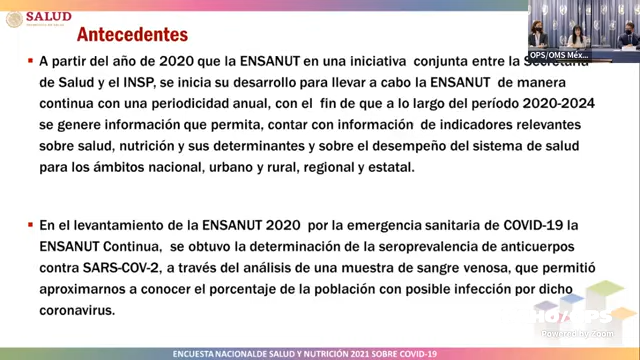 SALUD
SECRETARÍA DE SALUD
Antecedentes
OPS/OMS Méx...
▪ A partir del año de 2020 que la ENSANUT en una iniciativa conjunta entre la Secretaría
de Salud y el INSP, se inicia su desarrollo para llevar a cabo la ENSANUT de manera
continua con una periodicidad anual, con el fin de que a lo largo del período 2020-2024
se genere información que permita, contar con información de indicadores relevantes
sobre salud, nutrición y sus determinantes y sobre el desempeño del sistema de salud
para los ámbitos nacional, urbano y rural, regional y estatal.
▪ En el levantamiento de la ENSANUT 2020 por la emergencia sanitaria de COVID-19 la
ENSANUT Continua, se obtuvo la determinación de la seroprevalencia de anticuerpos
contra SARS-COV-2, a través del análisis de una muestra de sangre venosa, que permitió
aproximarnos a conocer el porcentaje de la población con posible infección por dicho
coronavirus.
Powered by Zoom
ENCUESTA NACIONALDE SALUD Y NUTRICIÓN 2021 SOBRE COVID-19